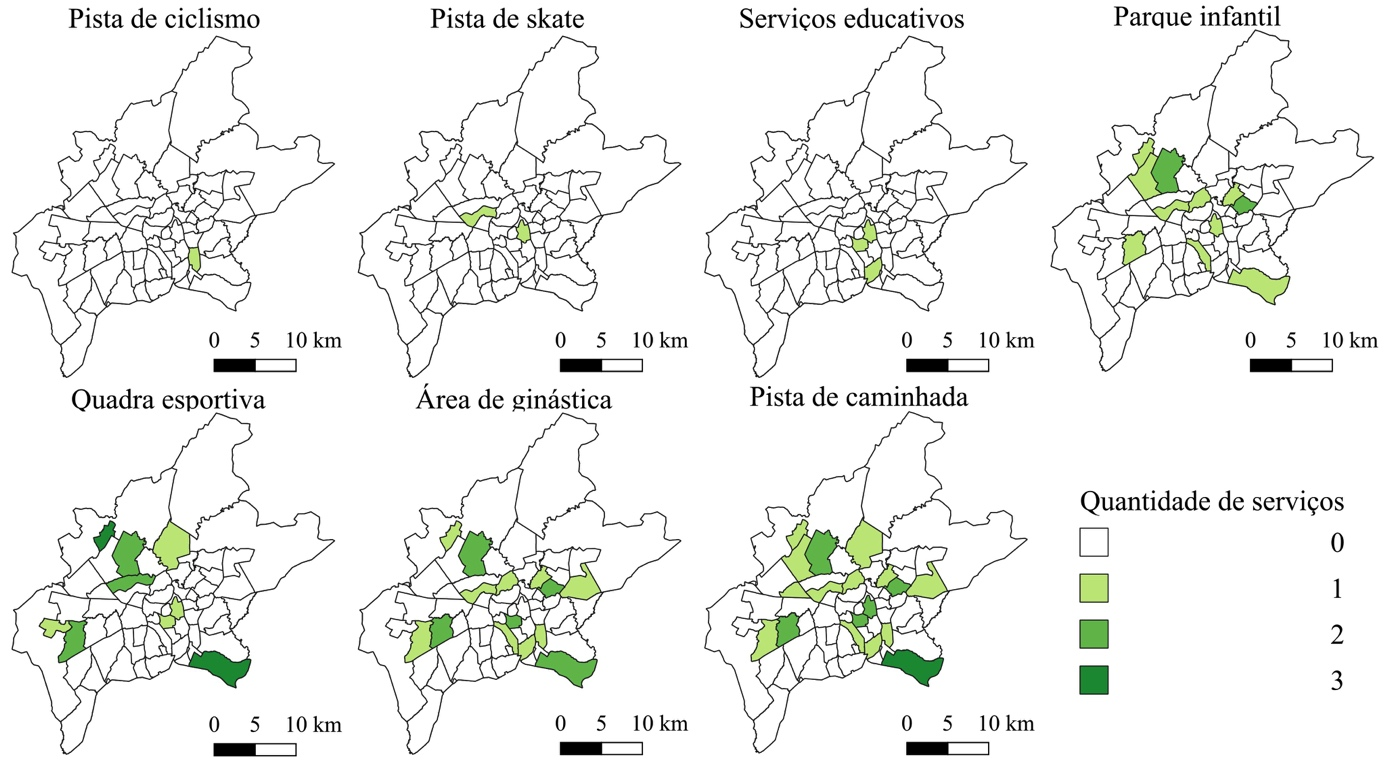 Pista de ciclismo
Pista de skate
Serviços educativos
Parque infantil
0 5 10 km
0 5 10 km
0 5 10 km
0 5 10 km
Quadra esportiva
Área de ginástica
Pista de caminhada
0 5 10 km
0 5 10 km
0 5 10 km
Quantidade de serviços
0
1
2
3